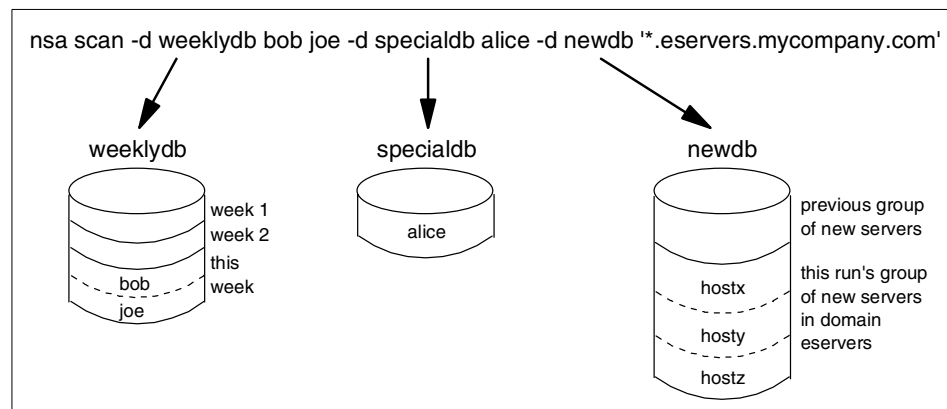 nsa scan -d weeklydb bob joe -d specialdb alice -d newdb '*.eservers.mycompany.com'
weeklydb
week 1
week 2
this
week
bob
joe
specialdb
alice
newdb
previous group
of new servers
hostx
hosty
hostz
this run's group
of new servers
in domain
eservers